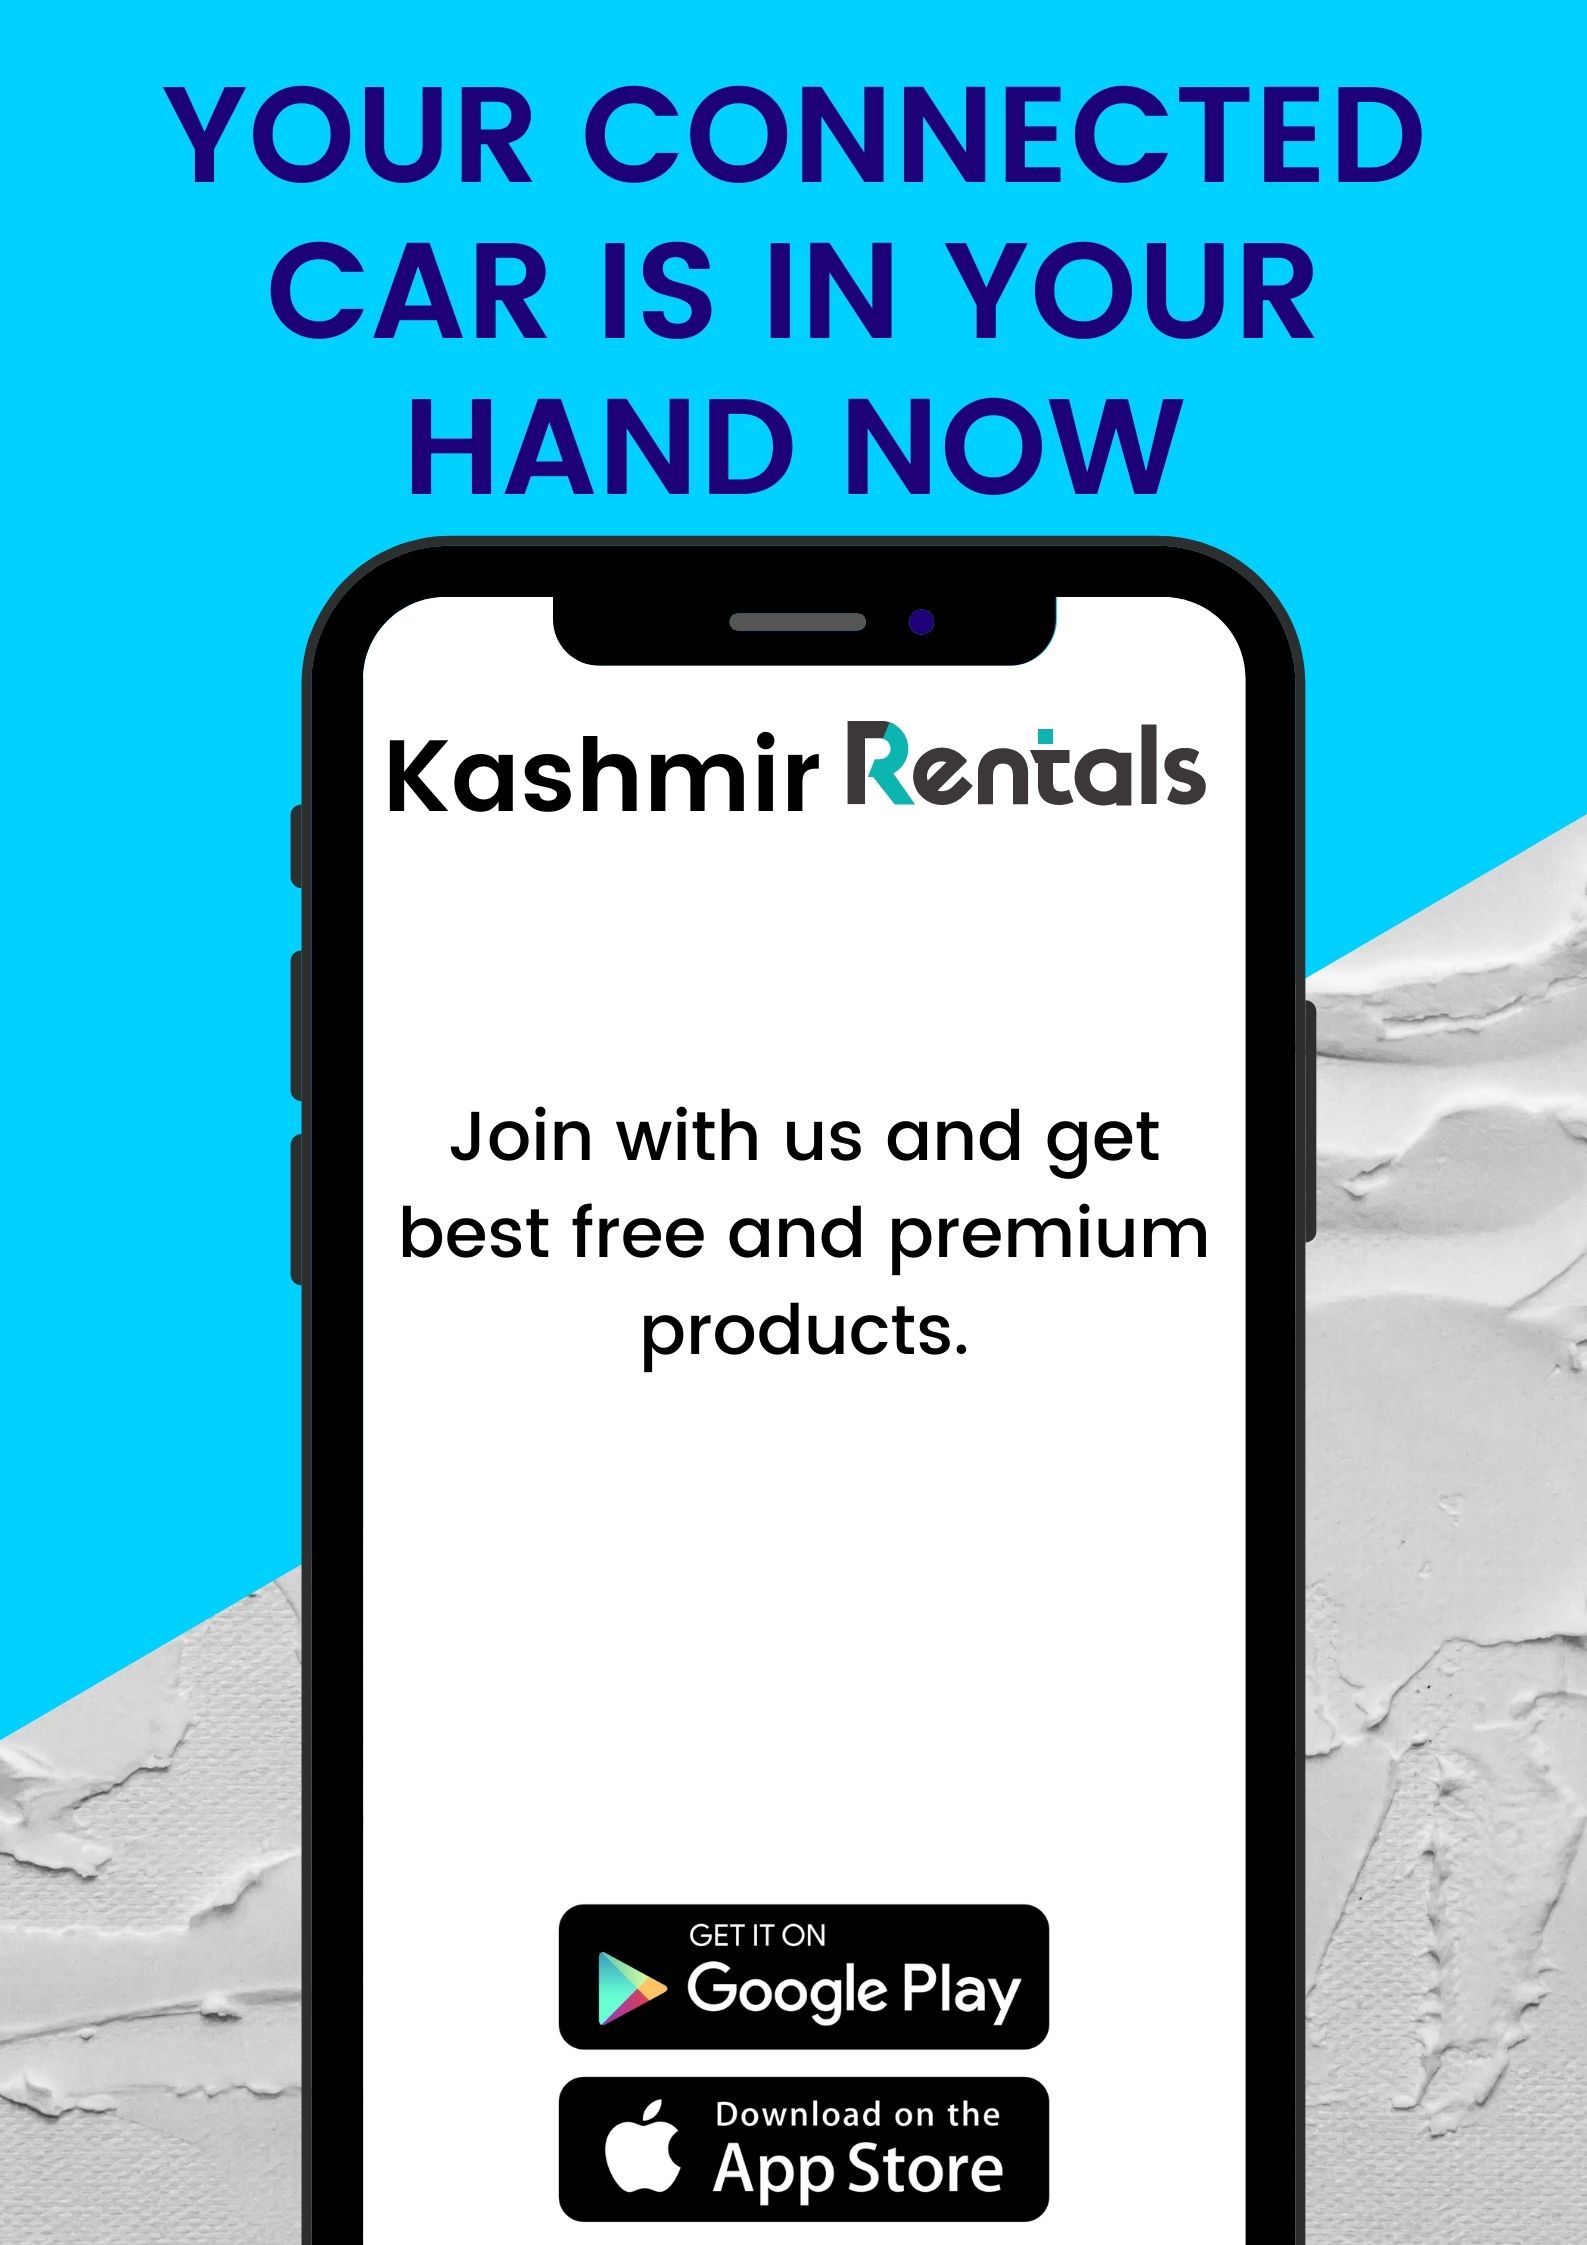 YOUR CONNECTED
CAR IS IN YOUR
HAND NOW
Kashmir Rentals
Join with us and get
best free and premium
products.
GET IT ON
Google Play
Download on the
App Store